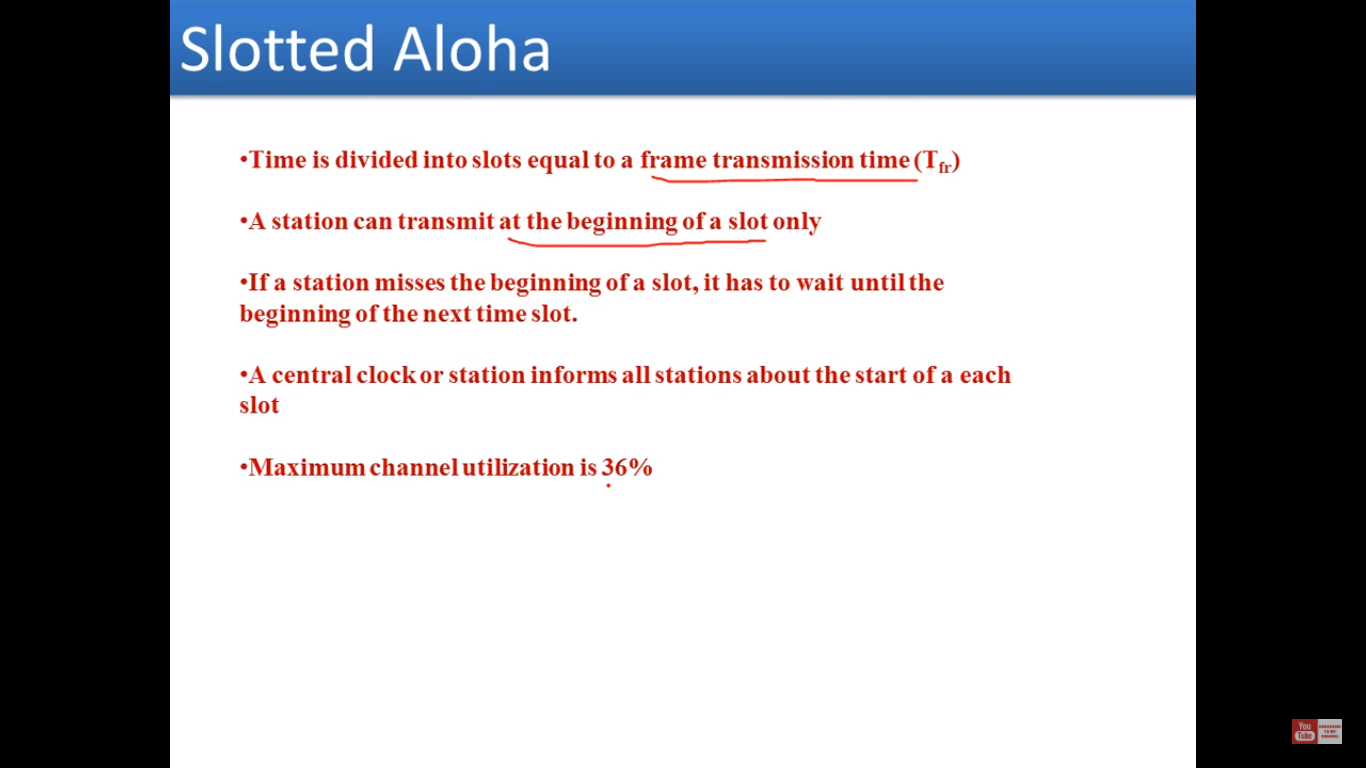 Slotted Aloha
•Time is divided into slots equal to a frame transmission time (Tfr)
•A station can transmit at the beginning of a slot only
•If a station misses the beginning of a slot, it has to wait until the
beginning of the next time slot.
•A central clock or station informs all stations about the start of a each
slot
•Maximum channel utilization is 36%
You
Tube